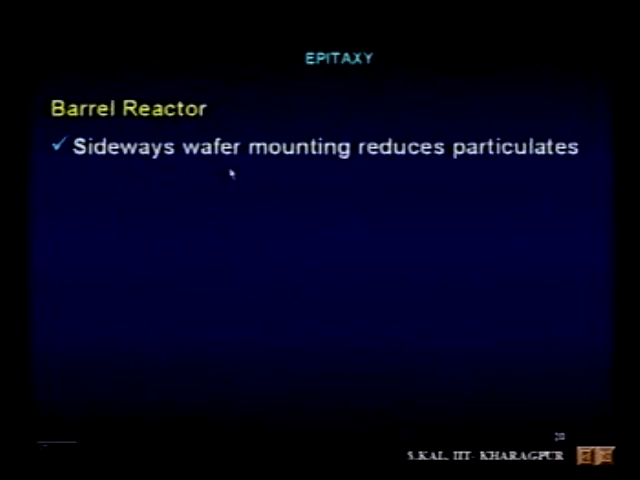 EPITAXY
Barrel Reactor
✓ Sideways wafer mounting reduces particulates
S.KAL, IIT- KHARAGPUR